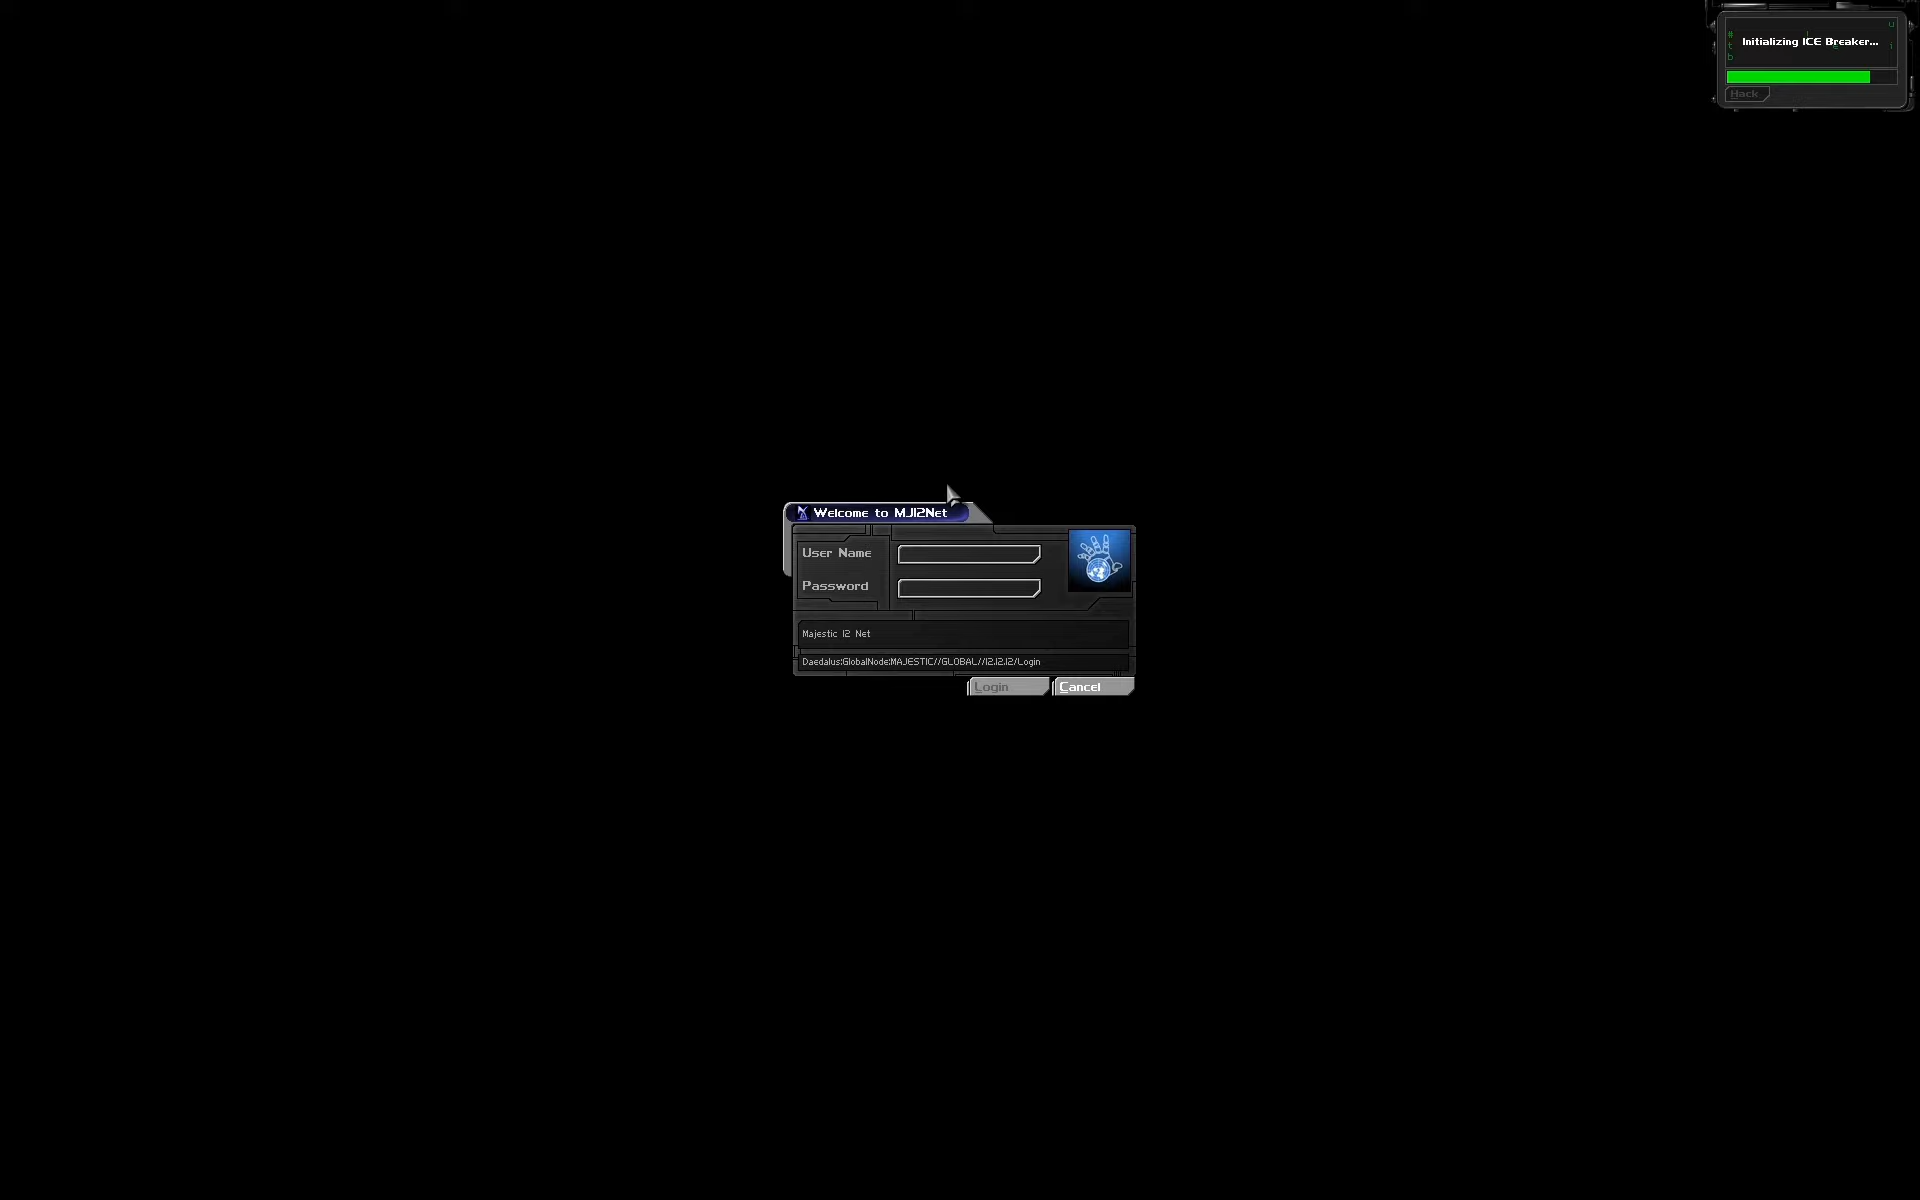 Initializing ICE Breaker...
Hack
Welcome to MJ12Net
User Name
Password
Majestic 12 Net
Daedalus:GlobalNode:MAJESTIC//GLOBAL//12.12.12/Login
Login
Cancel